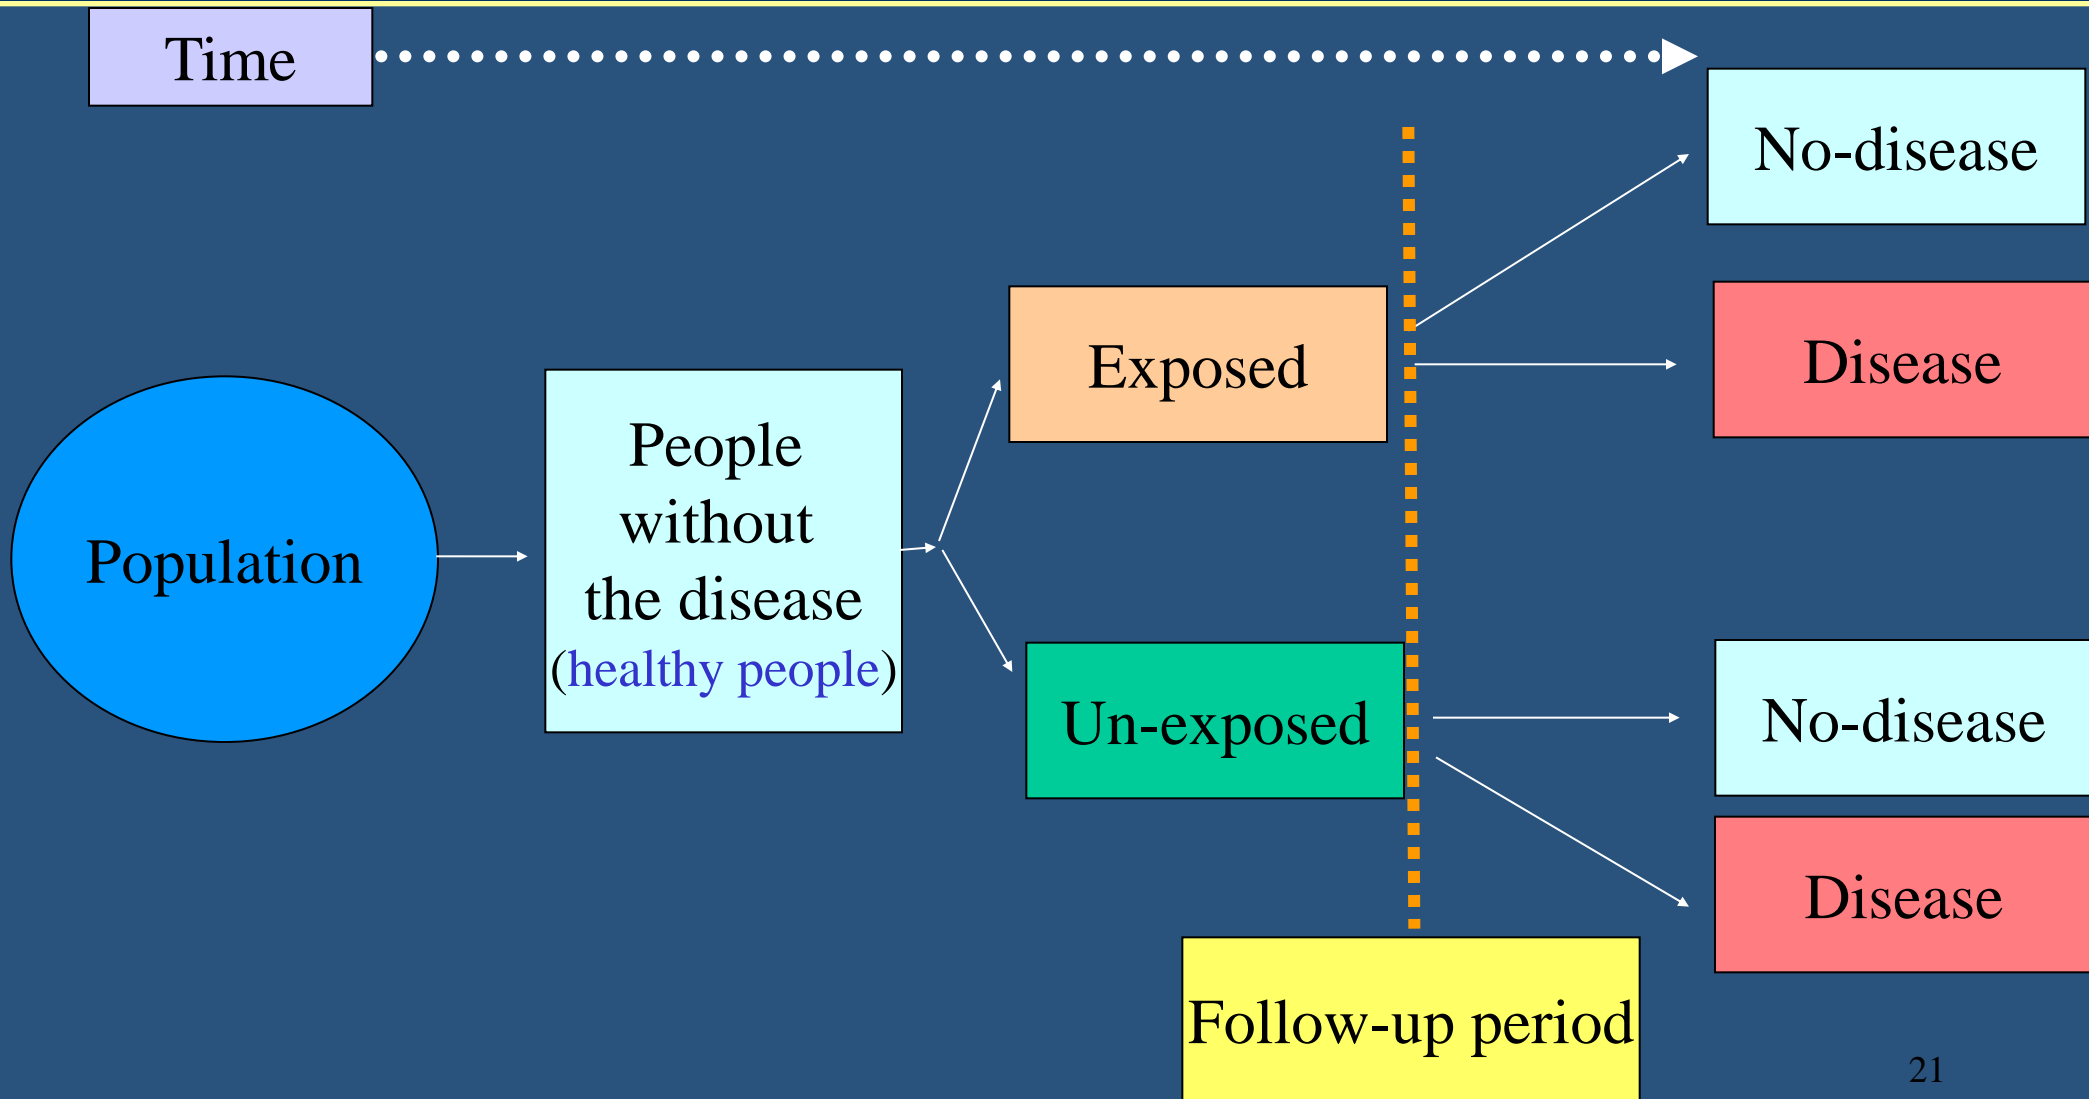 Time
No-disease
Exposed
Disease
People
without
the disease
(healthy people)
Population
Un-exposed
No-disease
Disease
Follow-up period
21